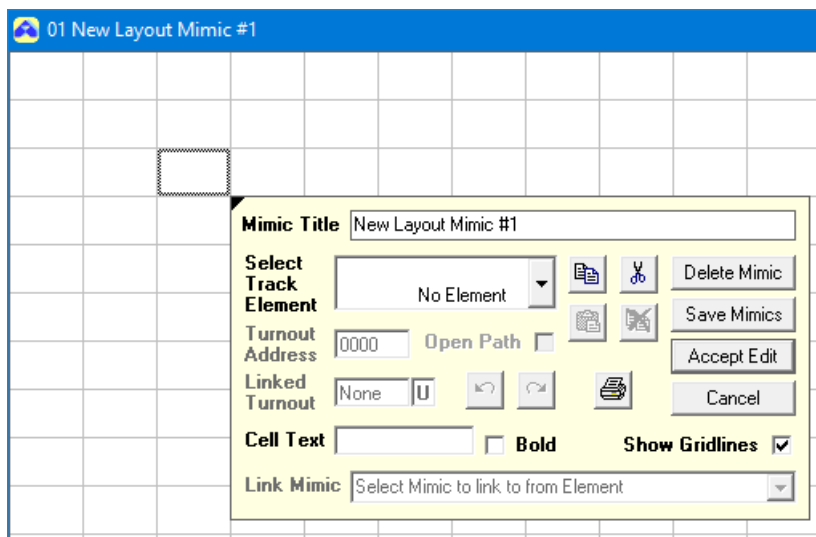 01 New Layout Mimic #1
Mimic Title New Layout Mimic #1
Select Track Element
No Element
Delete Mimic
Save Mimics
Turnout Address 0000 Open Path
Accept Edit
Linked Turnout None U
Cancel
Cell Text Bold Show Gridlines
Link Mimic Select Mimic to link to from Element